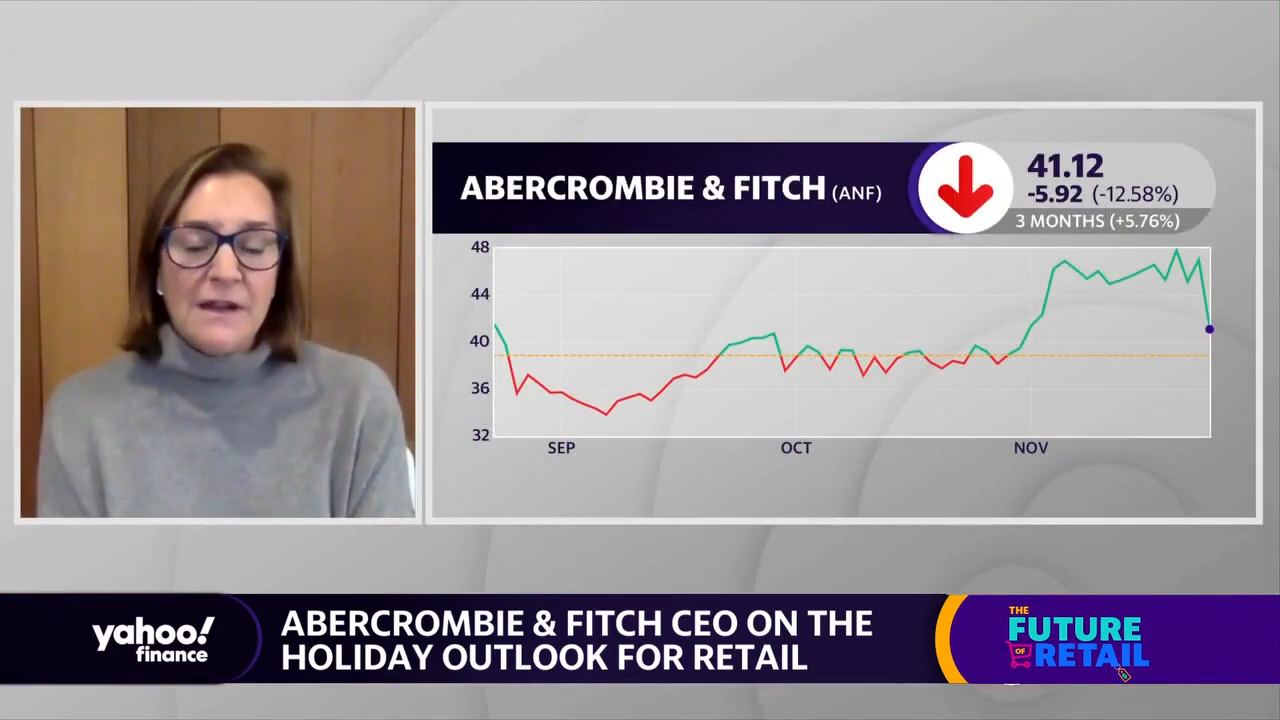 ABERCROMBIE & FITCH (ANF)
41.12
-5.92 (-12.58%)
3 MONTHS (+5.76%)
48
44
40
36
32
SEP OCT NOV
yahoo!
finance
ABERCROMBIE & FITCH CEO ON THE
HOLIDAY OUTLOOK FOR RETAIL
THE
FUTURE
OF RETAIL